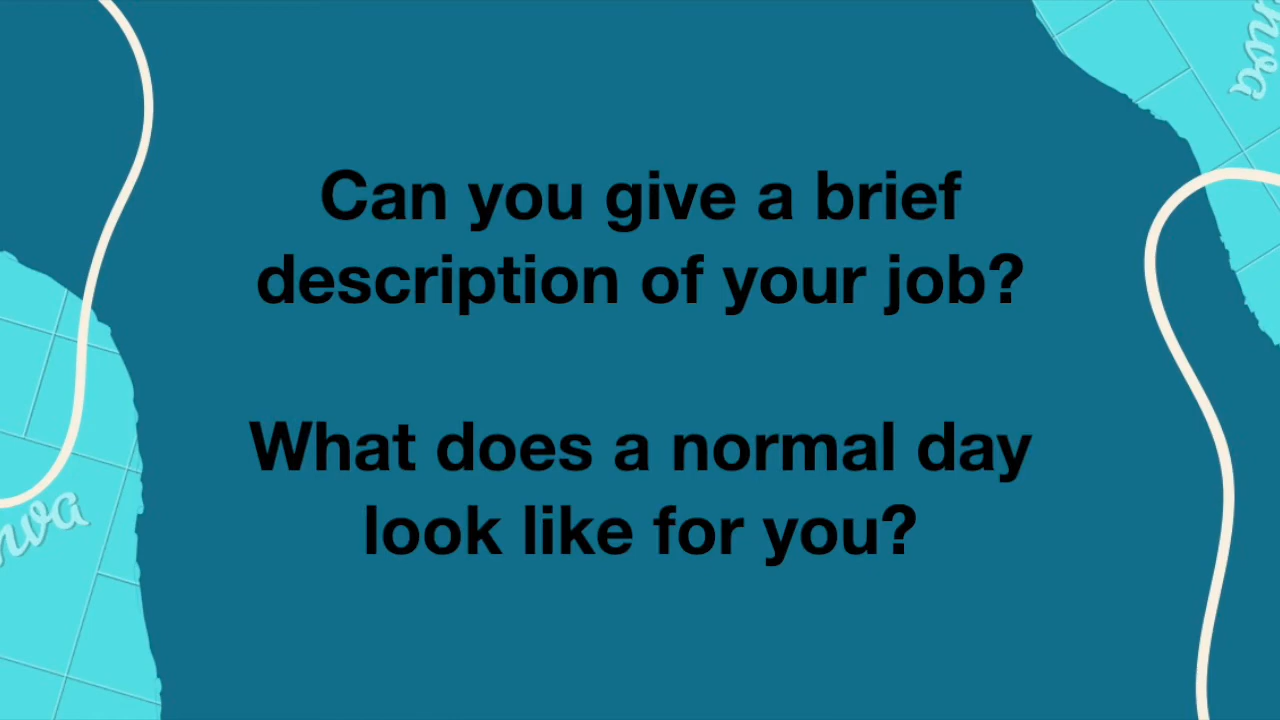 Can you give a brief
description of your job?
What does a normal day
look like for you?